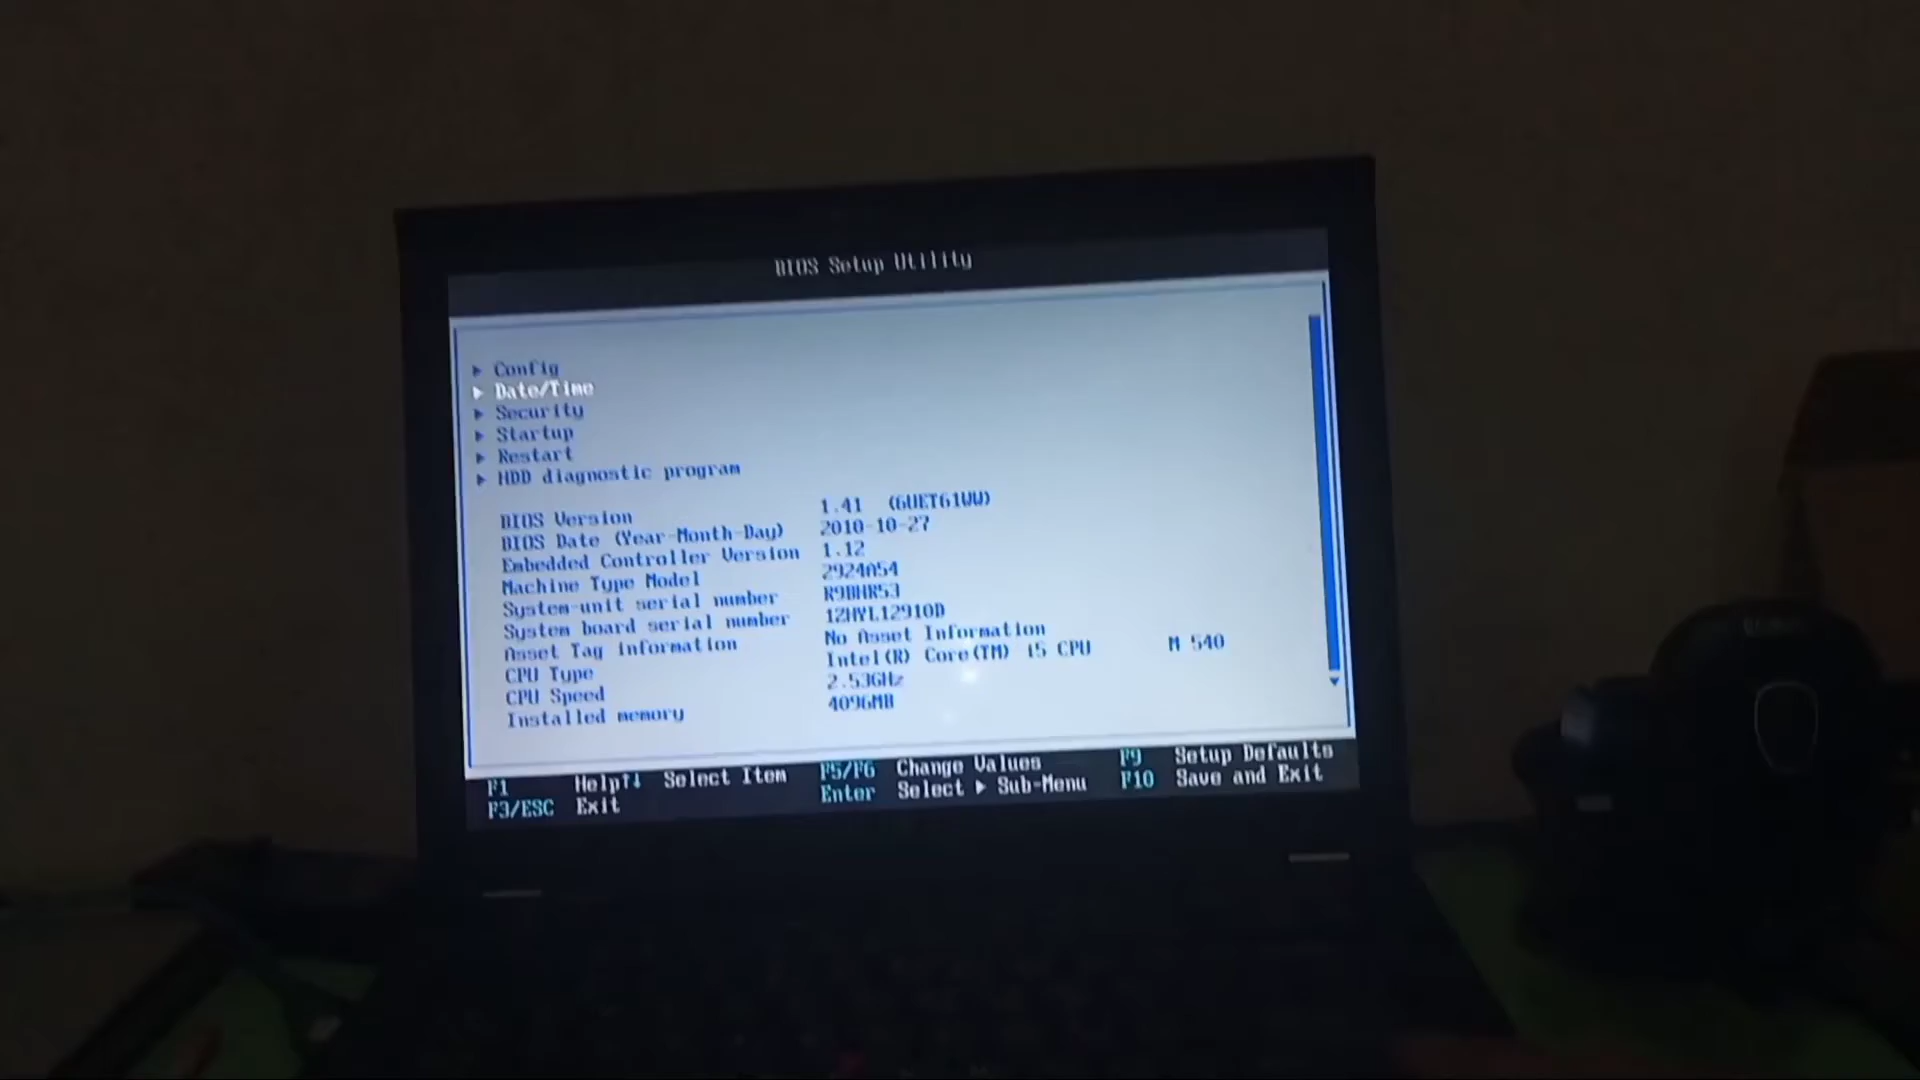 BIOS Setup Utility
▸ Config
▸ Date/Time
▸ Security
▸ Startup
▸ Restart
▸ HDD diagnostic program
BIOS Version 1.41 (6UET61WW)
BIOS Date (Year-Month-Day) 2010-10-27
Embedded Controller Version 1.12
Machine Type Model 2924A54
System-unit serial number R9BHR53
System board serial number 1ZHYL12910D
Asset Tag information No Asset Information
CPU Type Intel(R) Core(TM) i5 CPU M 540
CPU Speed 2.53GHz
Installed memory 4096MB
F1 Help ↑↓ Select Item F5/F6 Change Values F9 Setup Defaults
F3/ESC Exit Enter Select ▸ Sub-Menu F10 Save and Exit